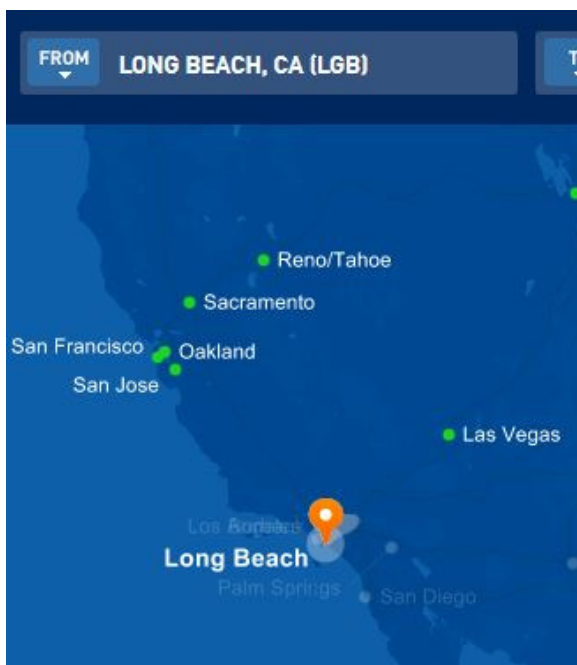 FROM
LONG BEACH, CA (LGB)
T
Reno/Tahoe
Sacramento
San Francisco
Oakland
San Jose
Las Vegas
Los
Long Beach
Palm Springs
San Diego